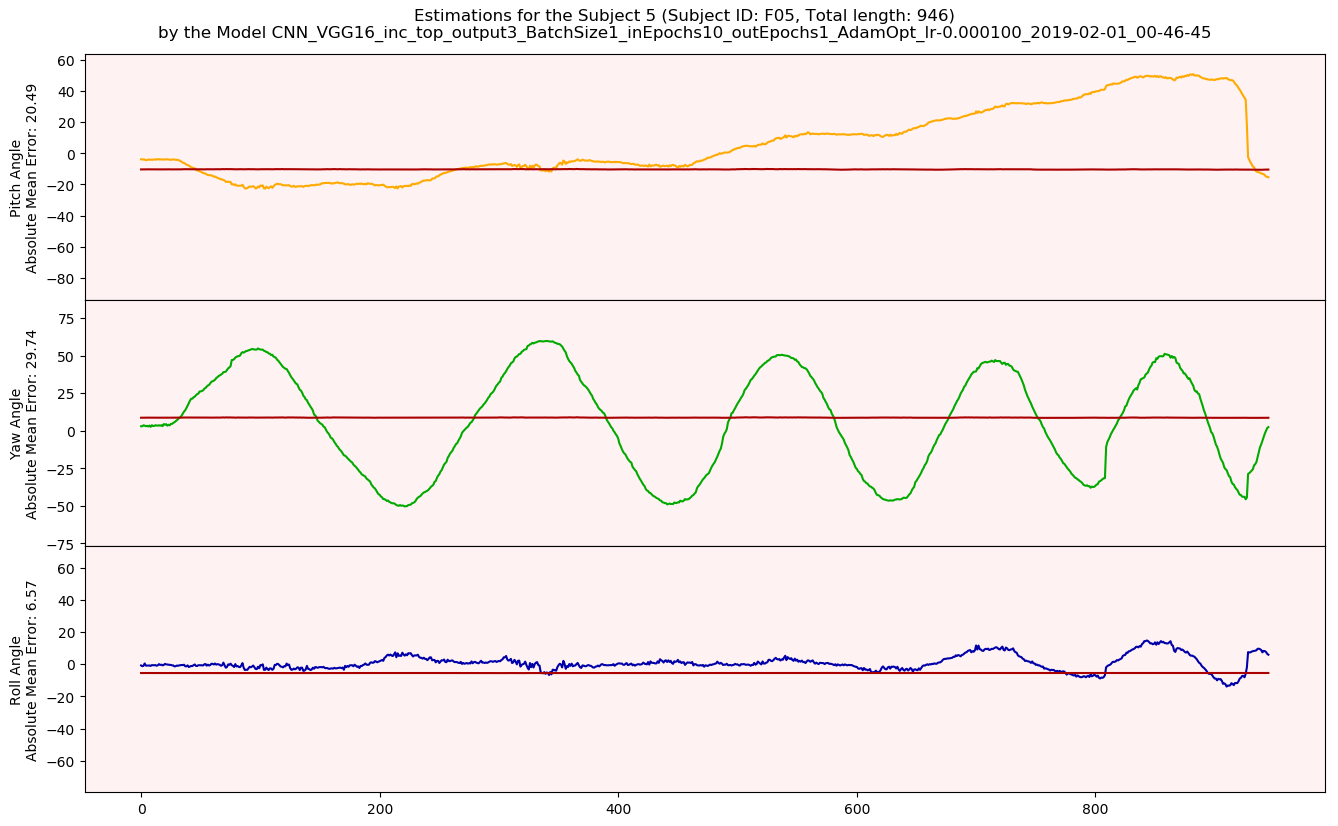 Estimations for the Subject 5 (Subject ID: F05, Total length: 946)
by the Model CNN_VGG16_inc_top_output3_BatchSize1_inEpochs10_outEpochs1_AdamOpt_lr-0.000100_2019-02-01_00-46-45
Pitch Angle
Absolute Mean Error: 20.49
60
40
20
0
−20
−40
−60
−80
Yaw Angle
Absolute Mean Error: 29.74
75
50
25
0
−25
−50
−75
Roll Angle
Absolute Mean Error: 6.57
60
40
20
0
−20
−40
−60
0 200 400 600 800